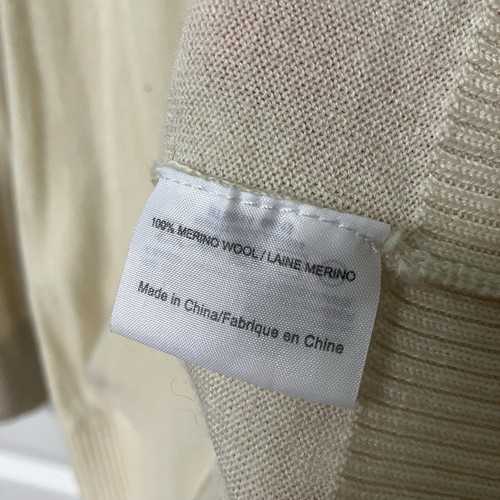 100% MERINO WOOL / LAINE MERINO
Made in China/Fabrique en Chine